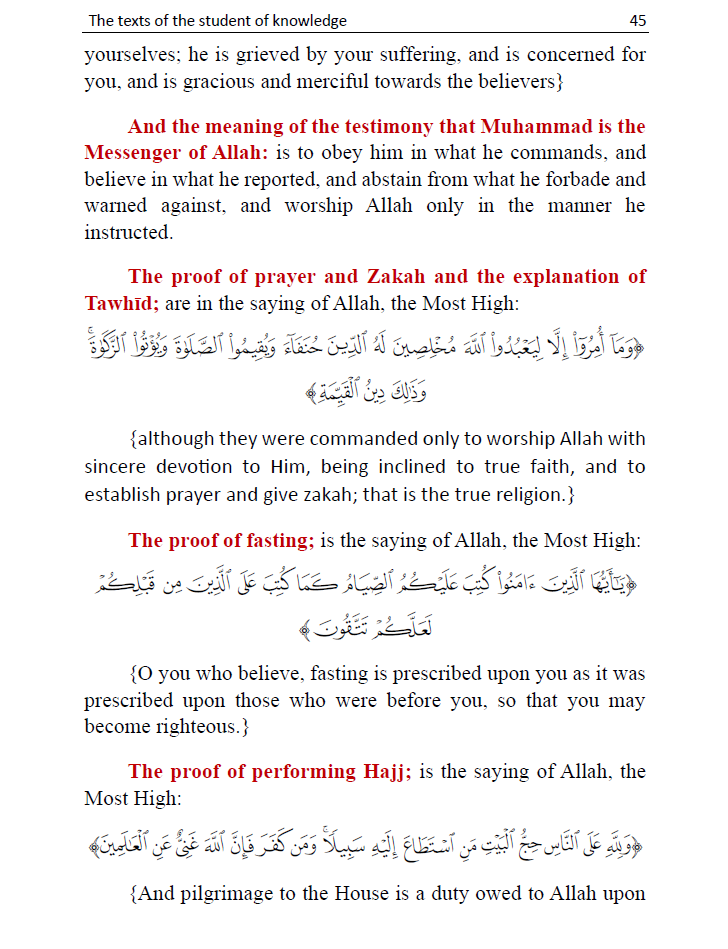 The texts of the student of knowledge 45
yourselves; he is grieved by your suffering, and is concerned for
you, and is gracious and merciful towards the believers}
And the meaning of the testimony that Muhammad is the
Messenger of Allah: is to obey him in what he commands, and
believe in what he reported, and abstain from what he forbade and
warned against, and worship Allah only in the manner he
instructed.
The proof of prayer and Zakah and the explanation of
Tawhīd; are in the saying of Allah, the Most High:
﴿وَمَآ أُمِرُوٓاْ إِلَّا لِيَعْبُدُواْ ٱللَّهَ مُخْلِصِينَ لَهُ ٱلدِّينَ حُنَفَآءَ وَيُقِيمُواْ ٱلصَّلَوٰةَ وَيُؤْتُواْ ٱلزَّكَوٰةَۚ
وَذَٰلِكَ دِينُ ٱلْقَيِّمَةِ﴾
{although they were commanded only to worship Allah with
sincere devotion to Him, being inclined to true faith, and to
establish prayer and give zakah; that is the true religion.}
The proof of fasting; is the saying of Allah, the Most High:
﴿يَٰٓأَيُّهَا ٱلَّذِينَ ءَامَنُواْ كُتِبَ عَلَيْكُمُ ٱلصِّيَامُ كَمَا كُتِبَ عَلَى ٱلَّذِينَ مِن قَبْلِكُمْ
لَعَلَّكُمْ تَتَّقُونَ﴾
{O you who believe, fasting is prescribed upon you as it was
prescribed upon those who were before you, so that you may
become righteous.}
The proof of performing Hajj; is the saying of Allah, the
Most High:
﴿وَلِلَّهِ عَلَى ٱلنَّاسِ حِجُّ ٱلْبَيْتِ مَنِ ٱسْتَطَاعَ إِلَيْهِ سَبِيلًاۚ وَمَن كَفَرَ فَإِنَّ ٱللَّهَ غَنِىٌّ عَنِ ٱلْعَٰلَمِينَ﴾
{And pilgrimage to the House is a duty owed to Allah upon